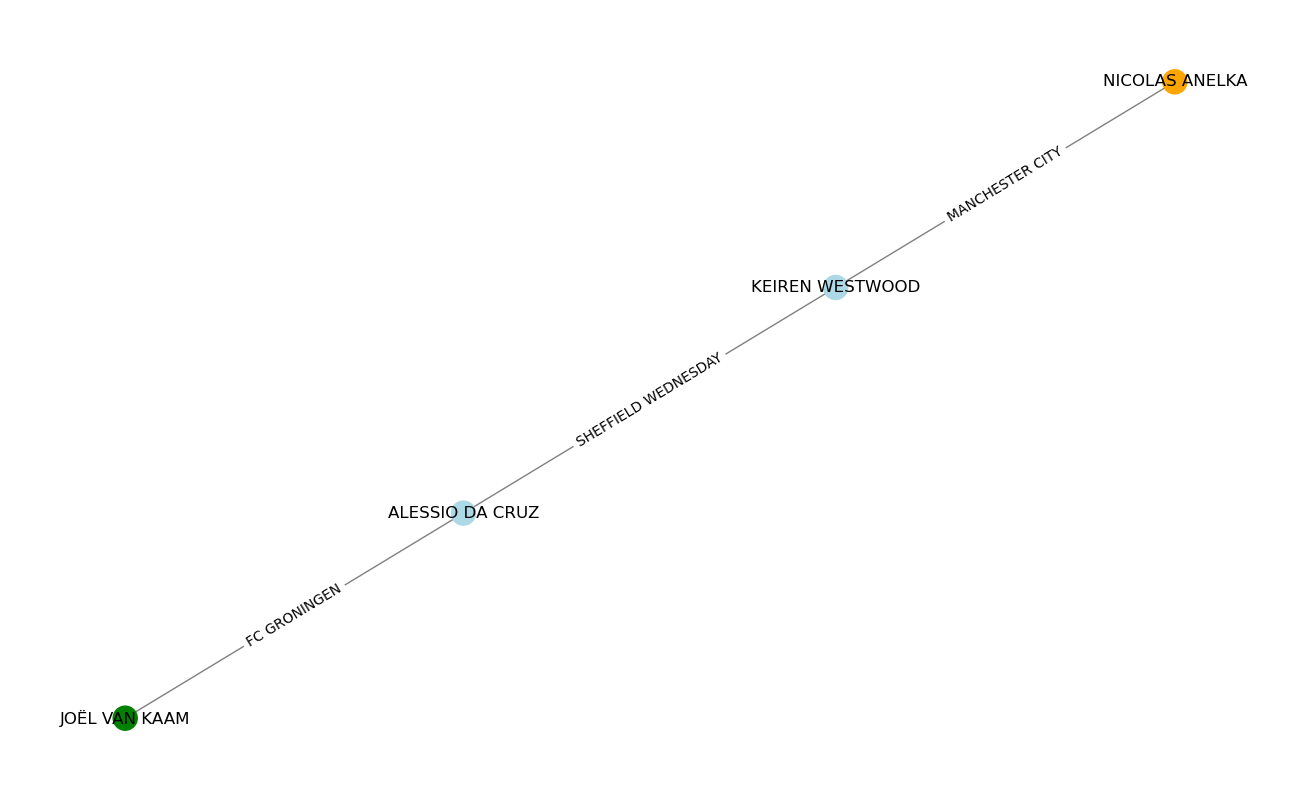 NICOLAS ANELKA
MANCHESTER CITY
KEIREN WESTWOOD
SHEFFIELD WEDNESDAY
ALESSIO DA CRUZ
FC GRONINGEN
JOËL VAN KAAM